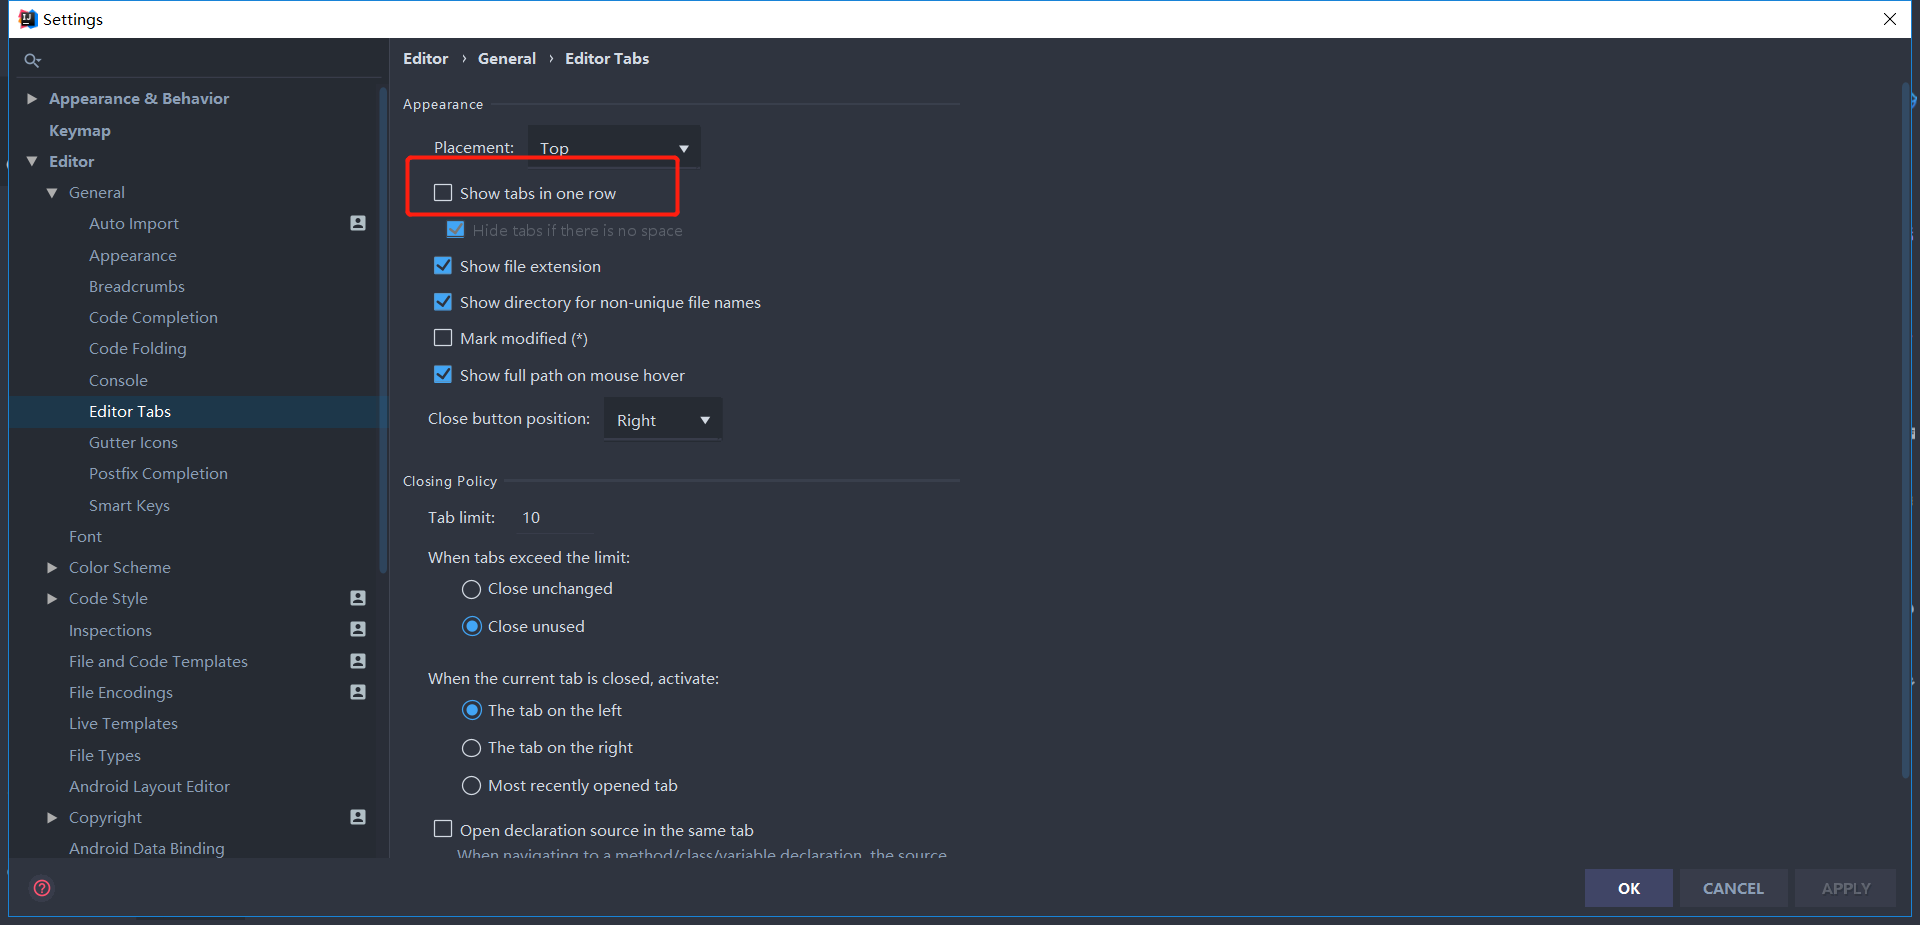 Settings
Editor › General › Editor Tabs
Appearance & Behavior
Keymap
Editor
General
Auto Import
Appearance
Breadcrumbs
Code Completion
Code Folding
Console
Editor Tabs
Gutter Icons
Postfix Completion
Smart Keys
Font
Color Scheme
Code Style
Inspections
File and Code Templates
File Encodings
Live Templates
File Types
Android Layout Editor
Copyright
Android Data Binding
Appearance
Placement: Top
Show tabs in one row
Hide tabs if there is no space
Show file extension
Show directory for non-unique file names
Mark modified (*)
Show full path on mouse hover
Close button position: Right
Closing Policy
Tab limit: 10
When tabs exceed the limit:
Close unchanged
Close unused
When the current tab is closed, activate:
The tab on the left
The tab on the right
Most recently opened tab
Open declaration source in the same tab
When navigating to a method/class/variable declaration, the source
OK CANCEL APPLY